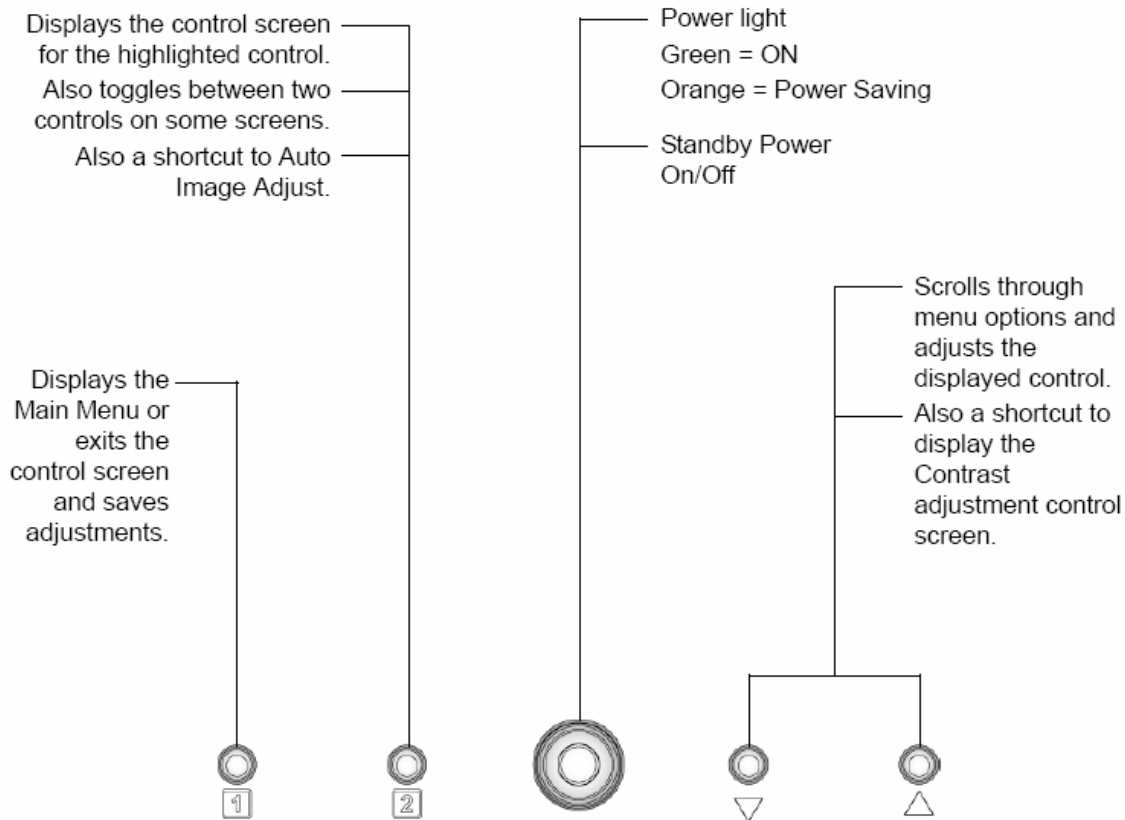 Displays the control screen
for the highlighted control.
Also toggles between two
controls on some screens.
Also a shortcut to Auto
Image Adjust.
Power light
Green = ON
Orange = Power Saving
Standby Power
On/Off
Scrolls through
menu options and
adjusts the
displayed control.
Also a shortcut to
display the
Contrast
adjustment control
screen.
Displays the
Main Menu or
exits the
control screen
and saves
adjustments.
1
2